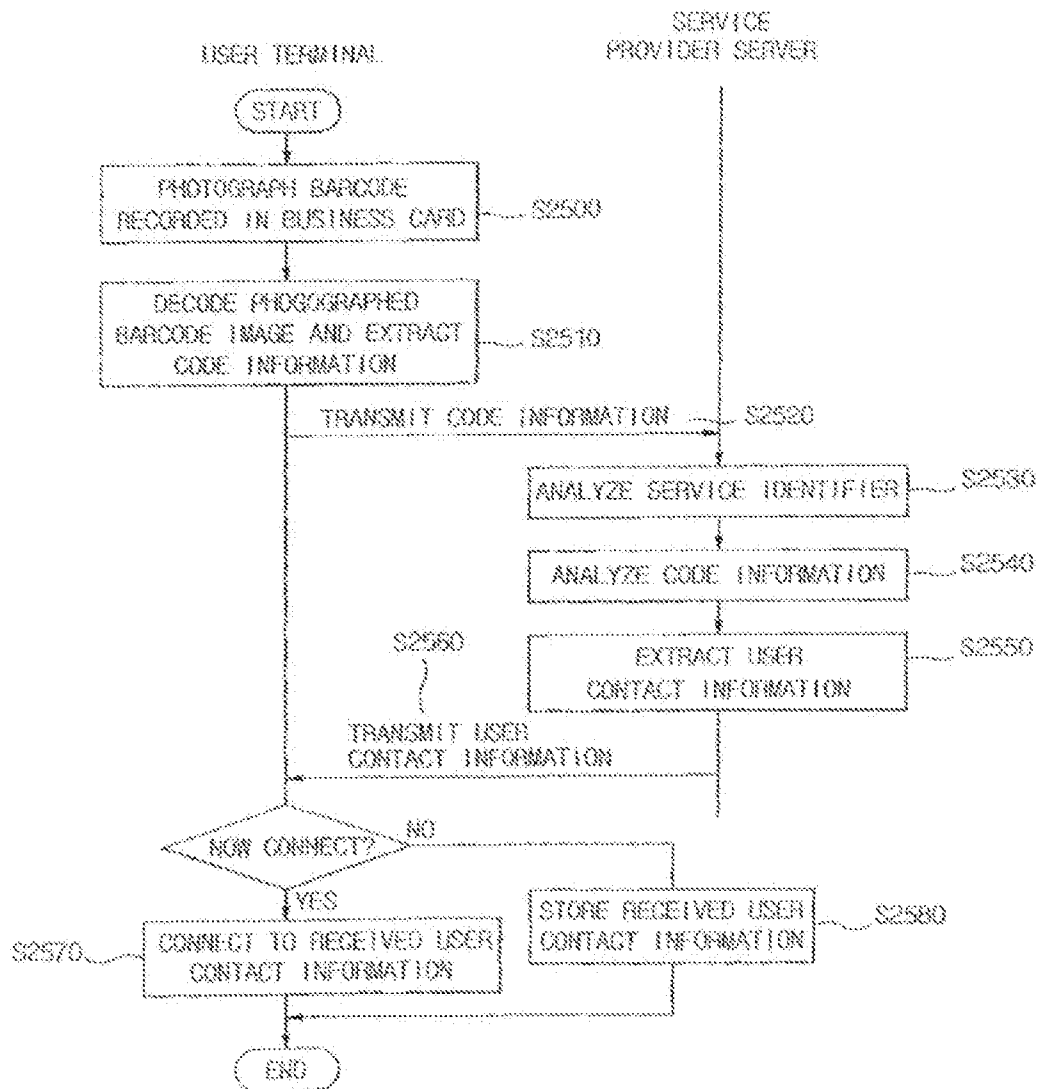 USER TERMINAL
SERVICE
PROVIDER SERVER
START
PHOTOGRAPH BARCODE
RECORDED IN BUSINESS CARD
S2500
DECODE PHOGOGRAPHED
BARCODE IMAGE AND EXTRACT
CODE INFORMATION
S2510
TRANSMIT CODE INFORMATION
S2520
ANALYZE SERVICE IDENTIFIER
S2530
ANALYZE CODE INFORMATION
S2540
EXTRACT USER
CONTACT INFORMATION
S2550
S2560
TRANSMIT USER
CONTACT INFORMATION
NOW CONNECT?
NO
YES
CONNECT TO RECEIVED USER
CONTACT INFORMATION
S2570
STORE RECEIVED USER
CONTACT INFORMATION
S2580
END